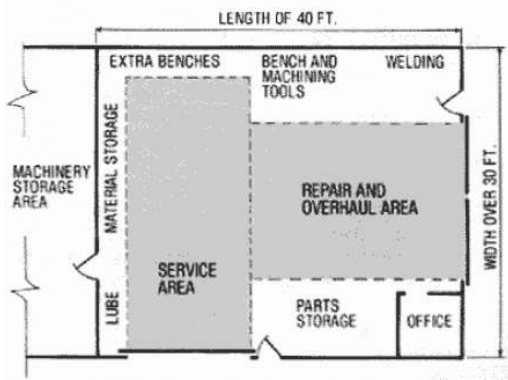 LENGTH OF 40 FT.
EXTRA BENCHES
BENCH AND
MACHINING
TOOLS
WELDING
MACHINERY
STORAGE
AREA
MATERIAL STORAGE
REPAIR AND
OVERHAUL AREA
WIDTH OVER 30 FT.
SERVICE
AREA
LUBE
PARTS
STORAGE
OFFICE